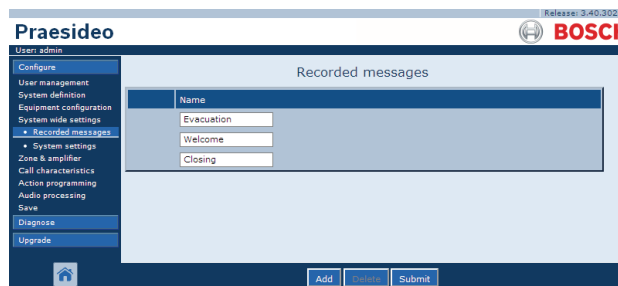 Release: 3.40.302
Praesideo
BOSCH
User: admin
Configure
User management
System definition
Equipment configuration
System wide settings
• Recorded messages
• System settings
Zone & amplifier
Call characteristics
Action programming
Audio processing
Save
Diagnose
Upgrade
Recorded messages
Name
Evacuation
Welcome
Closing
Add
Delete
Submit